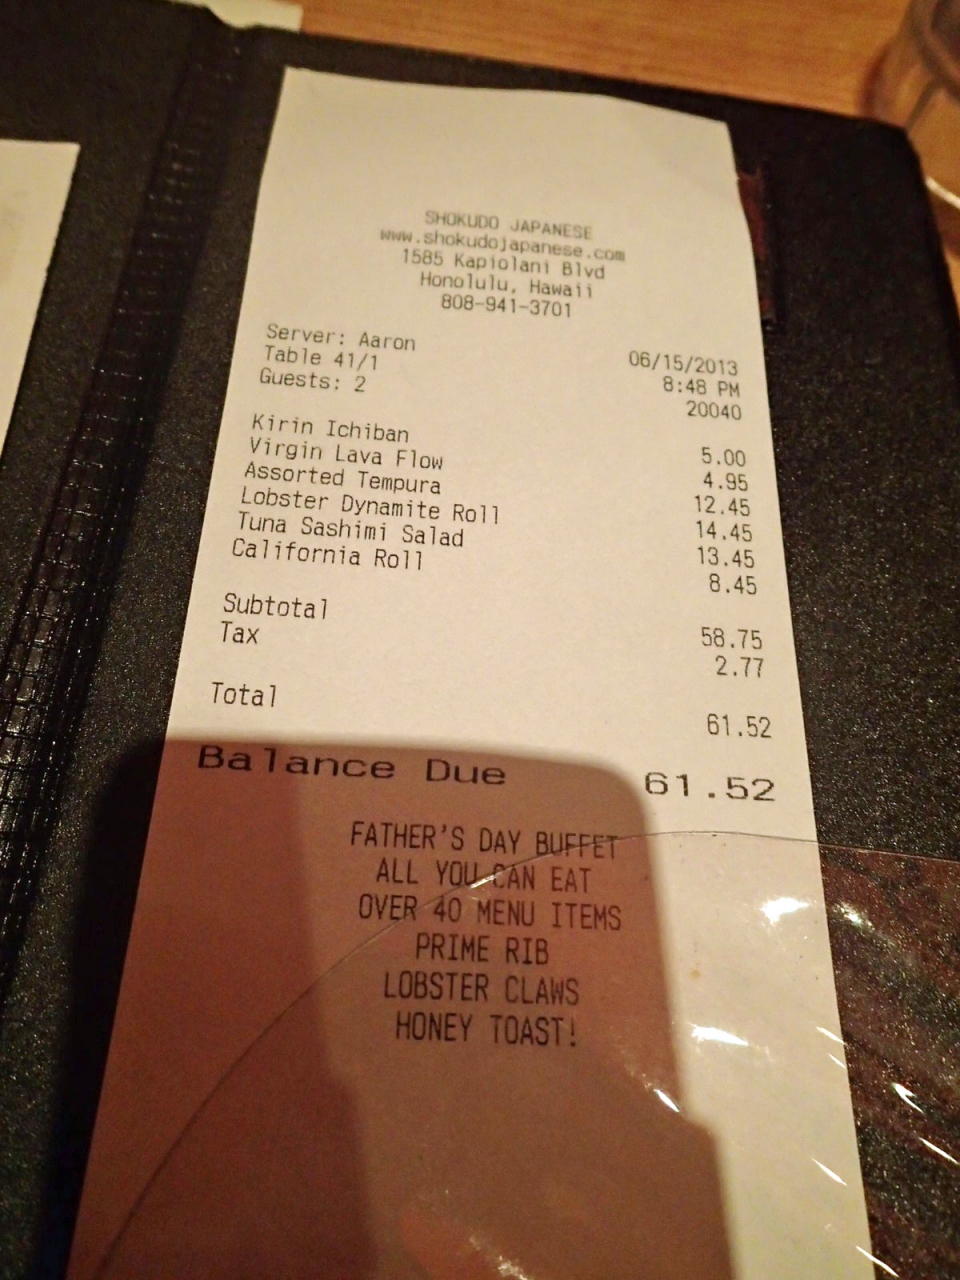 SHOKUDO JAPANESE
www.shokudojapanese.com
1585 Kapiolani Blvd
Honolulu, Hawaii
808-941-3701
Server: Aaron 06/15/2013
Table 41/1 8:48 PM
Guests: 2 20040
Kirin Ichiban 5.00
Virgin Lava Flow 4.95
Assorted Tempura 12.45
Lobster Dynamite Roll 14.45
Tuna Sashimi Salad 13.45
California Roll 8.45
Subtotal 58.75
Tax 2.77
Total 61.52
Balance Due 61.52
FATHER'S DAY BUFFET
ALL YOU CAN EAT
OVER 40 MENU ITEMS
PRIME RIB
LOBSTER CLAWS
HONEY TOAST!